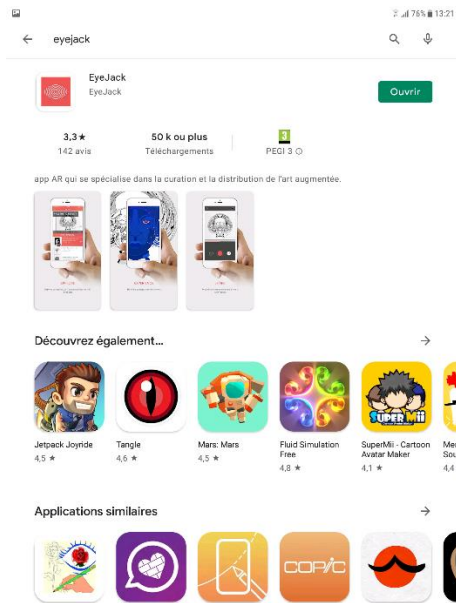 76% 13:21
eyejack
EyeJack
EyeJack
Ouvrir
3,3★
142 avis
50 k ou plus
Téléchargements
3
PEGI 3
app AR qui se spécialise dans la curation et la distribution de l'art augmentée.
Découvrez également...
Jetpack Joyride
4,5 ★
Tangle
4,6 ★
Mars: Mars
4,5 ★
Fluid Simulation
Free
4,8 ★
SUPER Mii
SuperMii - Cartoon
Avatar Maker
4,1 ★
4,4
Applications similaires
COPIC